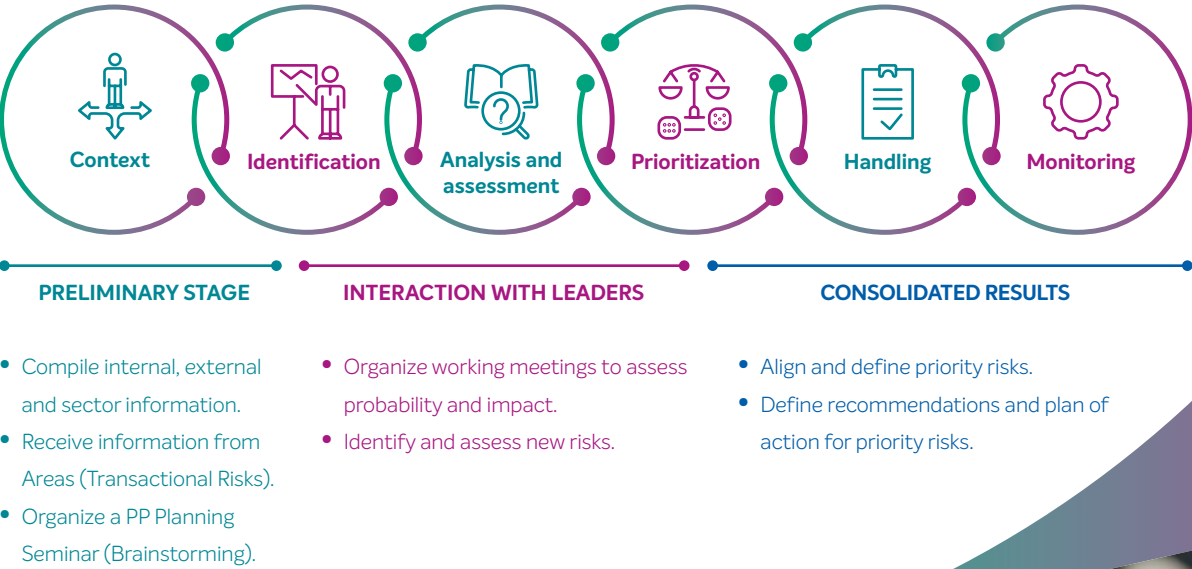 Context
Identification
Analysis and
assessment
Prioritization
Handling
Monitoring
PRELIMINARY STAGE
INTERACTION WITH LEADERS
CONSOLIDATED RESULTS
• Compile internal, external
and sector information.
• Receive information from
Areas (Transactional Risks).
• Organize a PP Planning
Seminar (Brainstorming).
• Organize working meetings to assess
probability and impact.
• Identify and assess new risks.
• Align and define priority risks.
• Define recommendations and plan of
action for priority risks.